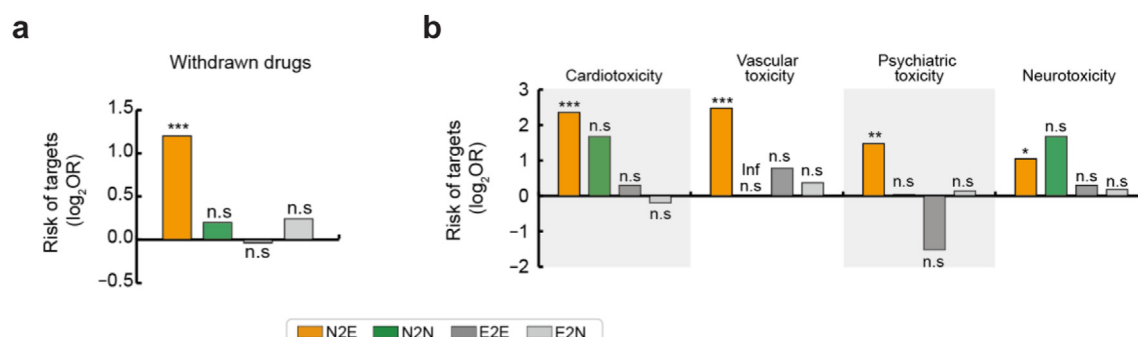 a
Withdrawn drugs
Risk of targets
(log2OR)
1.5
1.0
0.5
0.0
−0.5
***
n.s
n.s
n.s
b
Cardiotoxicity
Vascular
toxicity
Psychiatric
toxicity
Neurotoxicity
Risk of targets
(log2OR)
3
2
1
0
−1
−2
***
n.s
n.s
n.s
***
Inf
n.s
n.s
n.s
**
n.s
n.s
n.s
*
n.s
n.s
n.s
N2E N2N E2E E2N